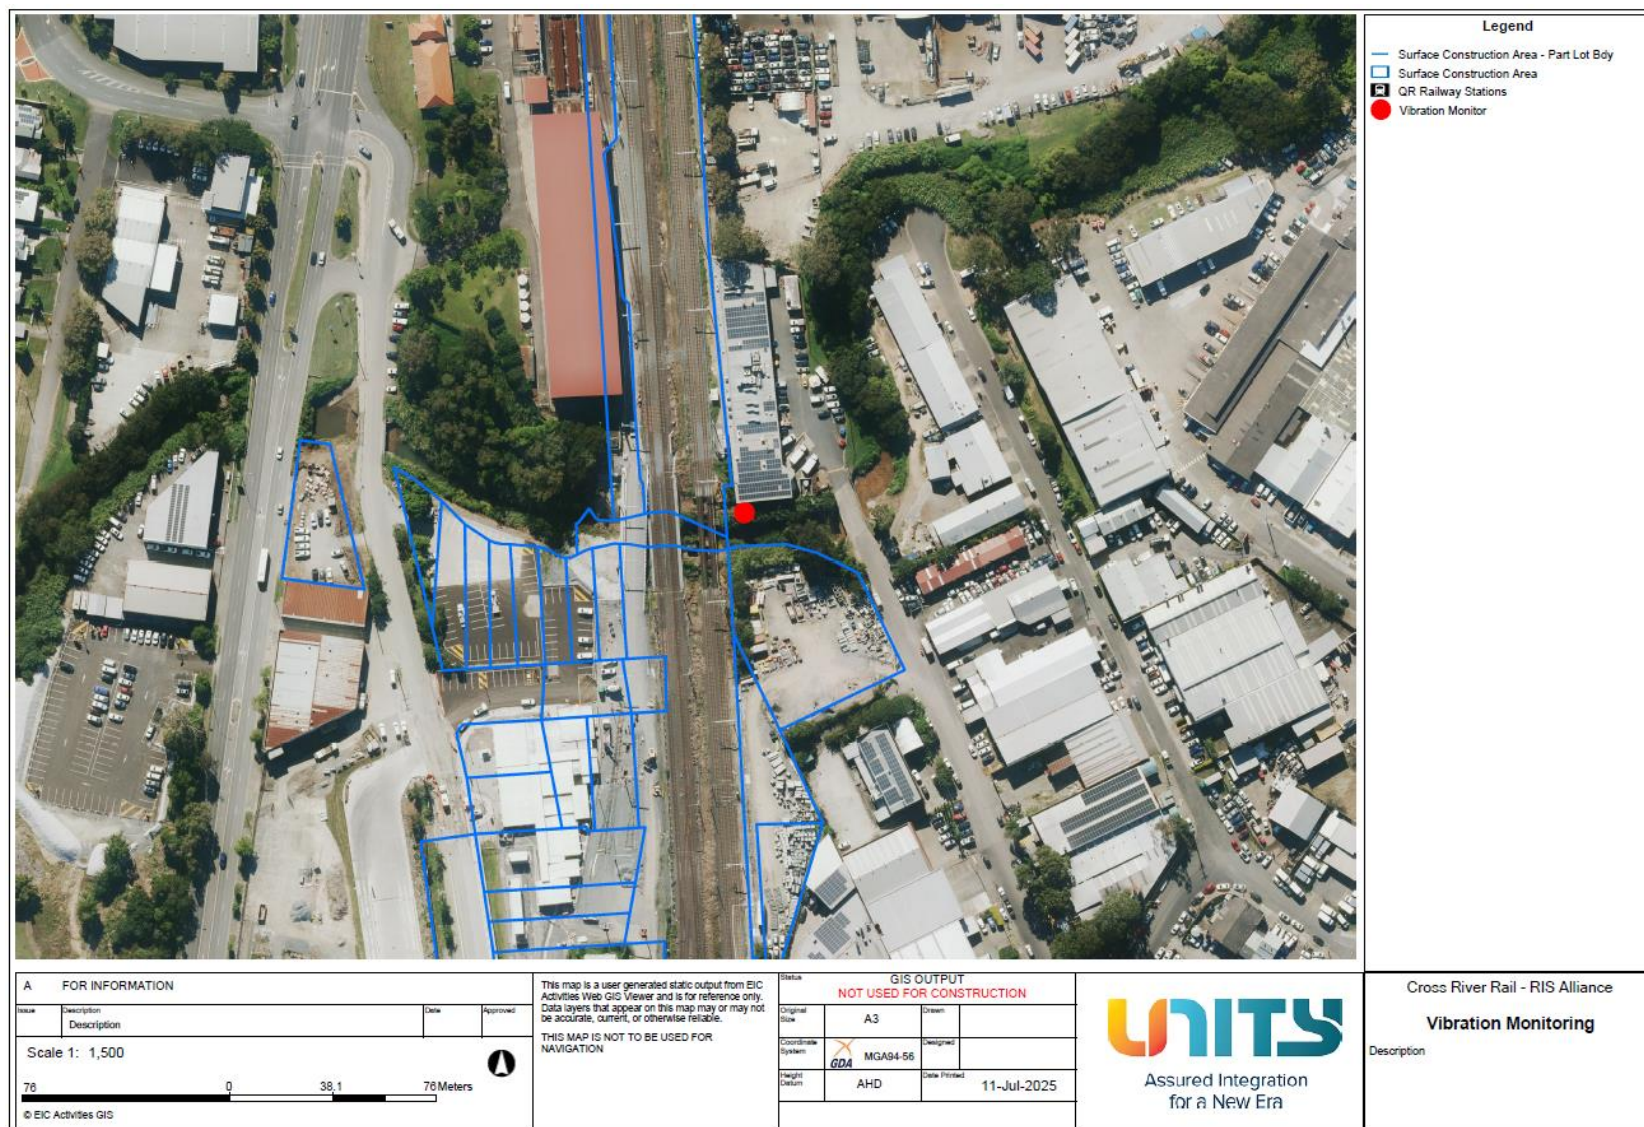 Legend
Surface Construction Area - Part Lot Bdy
Surface Construction Area
QR Railway Stations
Vibration Monitor
A FOR INFORMATION
Issue Description Date Approved
Description
Scale 1: 1,500
76 0 38.1 76 Meters
© EIC Activities GIS
This map is a user generated static output from EIC
Activities Web GIS Viewer and is for reference only.
Data layers that appear on this map may or may not
be accurate, current, or otherwise reliable.
THIS MAP IS NOT TO BE USED FOR
NAVIGATION
Status GIS OUTPUT
NOT USED FOR CONSTRUCTION
Original Size A3 Drawn
Coordinate System GDA MGA94-56 Designed
Height Datum AHD Date Printed 11-Jul-2025
UNITY
Assured Integration
for a New Era
Cross River Rail - RIS Alliance
Vibration Monitoring
Description